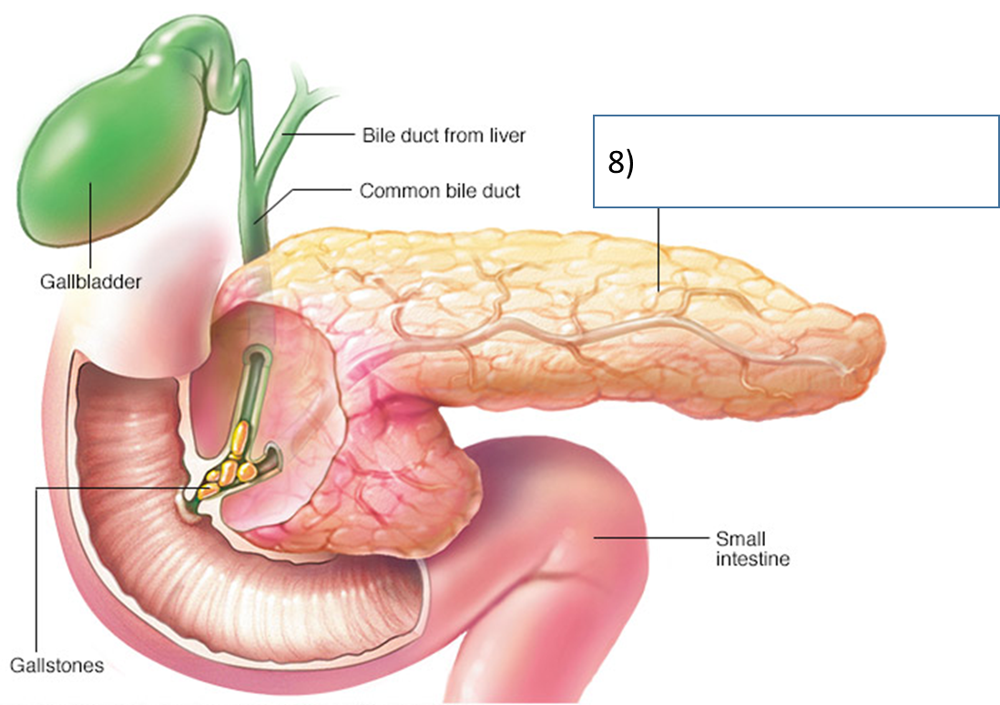 Bile duct from liver
8)
Common bile duct
Gallbladder
Small
intestine
Gallstones